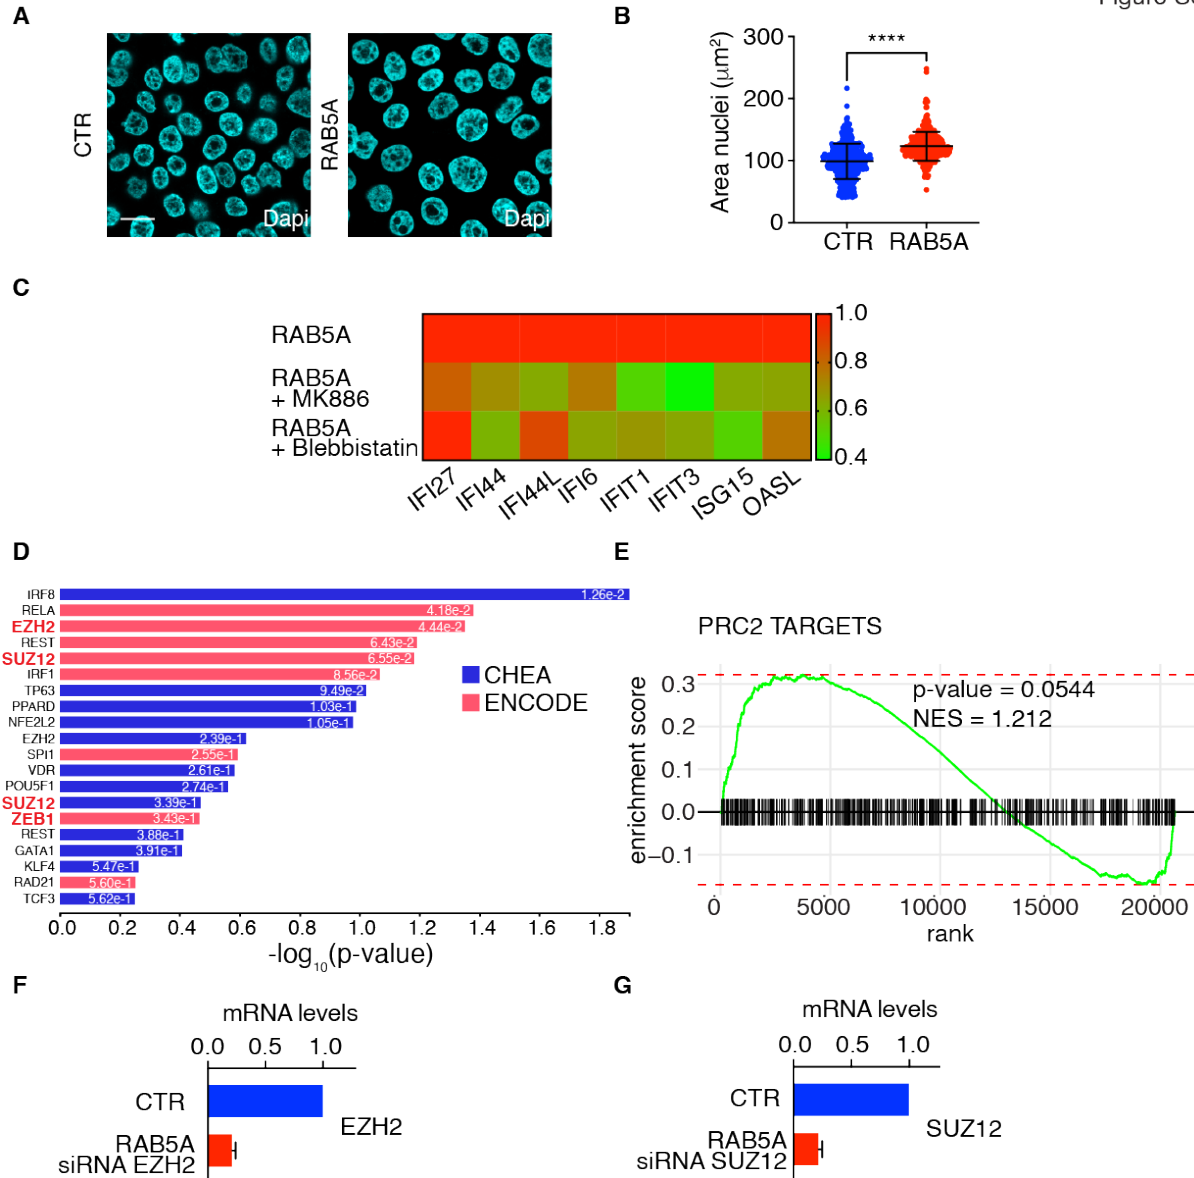 A
B
CTR
Dapi
RAB5A
Dapi
Area nuclei (μm²)
300
200
100
0
****
CTR RAB5A
C
RAB5A
RAB5A
+ MK886
RAB5A
+ Blebbistatin
1.0
0.8
0.6
0.4
IFI27 IFI44 IFI44L IFI6 IFIT1 IFIT3 ISG15 OASL
D
IRF8 1.26e-2
RELA 4.18e-2
EZH2 4.44e-2
REST 6.43e-2
SUZ12 6.55e-2
IRF1 8.56e-2
TP63 9.49e-2
PPARD 1.03e-1
NFE2L2 1.05e-1
EZH2 2.39e-1
SPI1 2.55e-1
VDR 2.61e-1
POU5F1 2.74e-1
SUZ12 3.39e-1
ZEB1 3.43e-1
REST 3.88e-1
GATA1 3.91e-1
KLF4 5.47e-1
RAD21 5.60e-1
TCF3 5.62e-1
CHEA
ENCODE
0.0 0.2 0.4 0.6 0.8 1.0 1.2 1.4 1.6 1.8
-log₁₀(p-value)
E
PRC2 TARGETS
p-value = 0.0544
NES = 1.212
enrichment score
0.3
0.2
0.1
0.0
−0.1
0 5000 10000 15000 20000
rank
F
mRNA levels
0.0 0.5 1.0
CTR
RAB5A
siRNA EZH2
EZH2
G
mRNA levels
0.0 0.5 1.0
CTR
RAB5A
siRNA SUZ12
SUZ12